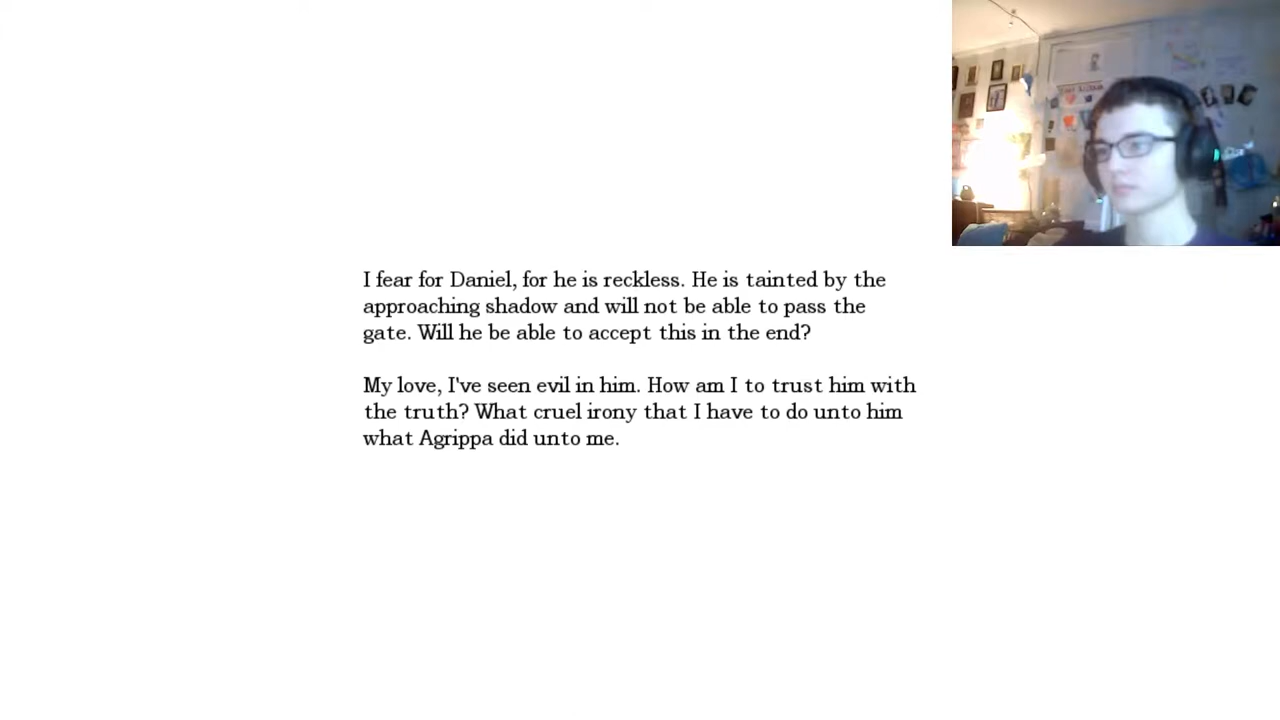 I fear for Daniel, for he is reckless. He is tainted by the
approaching shadow and will not be able to pass the
gate. Will he be able to accept this in the end?
My love, I've seen evil in him. How am I to trust him with
the truth? What cruel irony that I have to do unto him
what Agrippa did unto me.